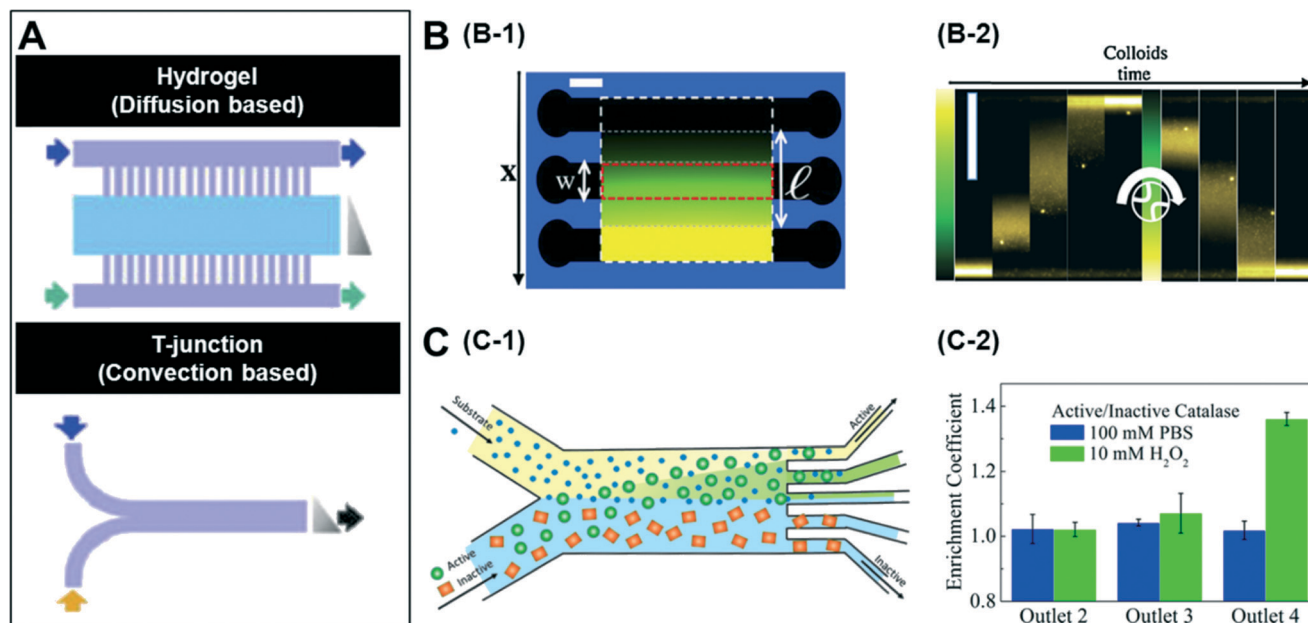 A
Hydrogel
(Diffusion based)
T-junction
(Convection based)
B (B-1)
x
w
ℓ
(B-2)
Colloids
time
C (C-1)
Substrate
Active
Inactive
Active
Inactive
(C-2)
Enrichment Coefficient
1.4
1.2
1.0
0.8
Active/Inactive Catalase
100 mM PBS
10 mM H₂O₂
Outlet 2 Outlet 3 Outlet 4